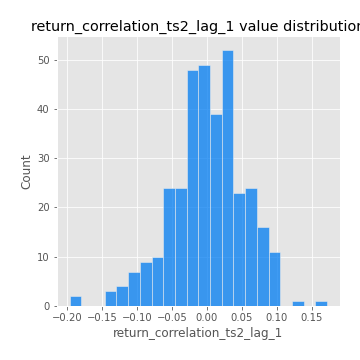 return_correlation_ts2_lag_1 value distribution
Count
50
40
30
20
10
0
−0.20 −0.15 −0.10 −0.05 0.00 0.05 0.10 0.15
return_correlation_ts2_lag_1